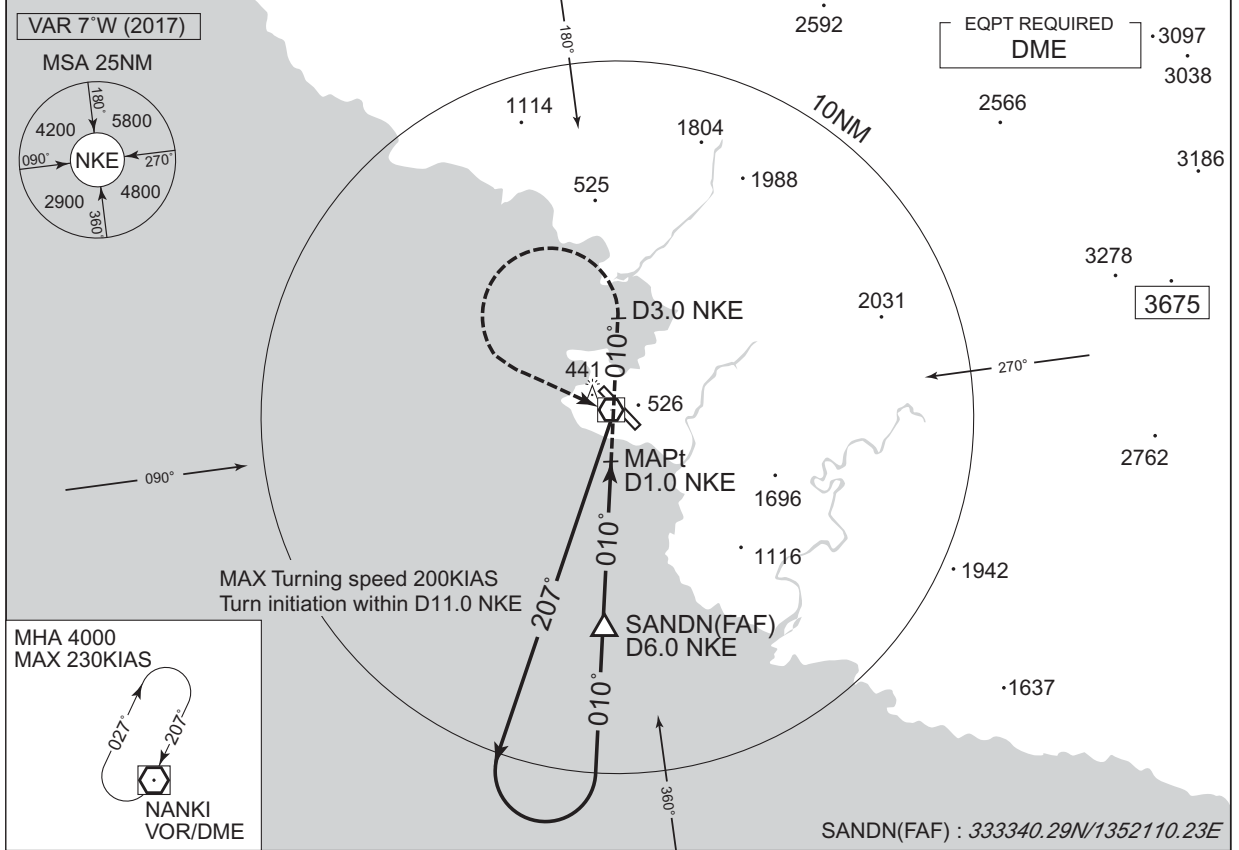 VAR 7°W (2017)
MSA 25NM
180°
4200
5800
090°
NKE
270°
2900
4800
360°
180°
2592
EQPT REQUIRED
DME
3097
3038
10NM
1114
1804
2566
3186
525
1988
3278
3675
2031
D3.0 NKE
010°
441
526
270°
2762
090°
MAPt
D1.0 NKE
1696
010°
1116
1942
MAX Turning speed 200KIAS
Turn initiation within D11.0 NKE
207°
SANDN(FAF)
D6.0 NKE
010°
1637
360°
MHA 4000
MAX 230KIAS
027°
207°
NANKI
VOR/DME
SANDN(FAF) : 333340.29N/1352110.23E